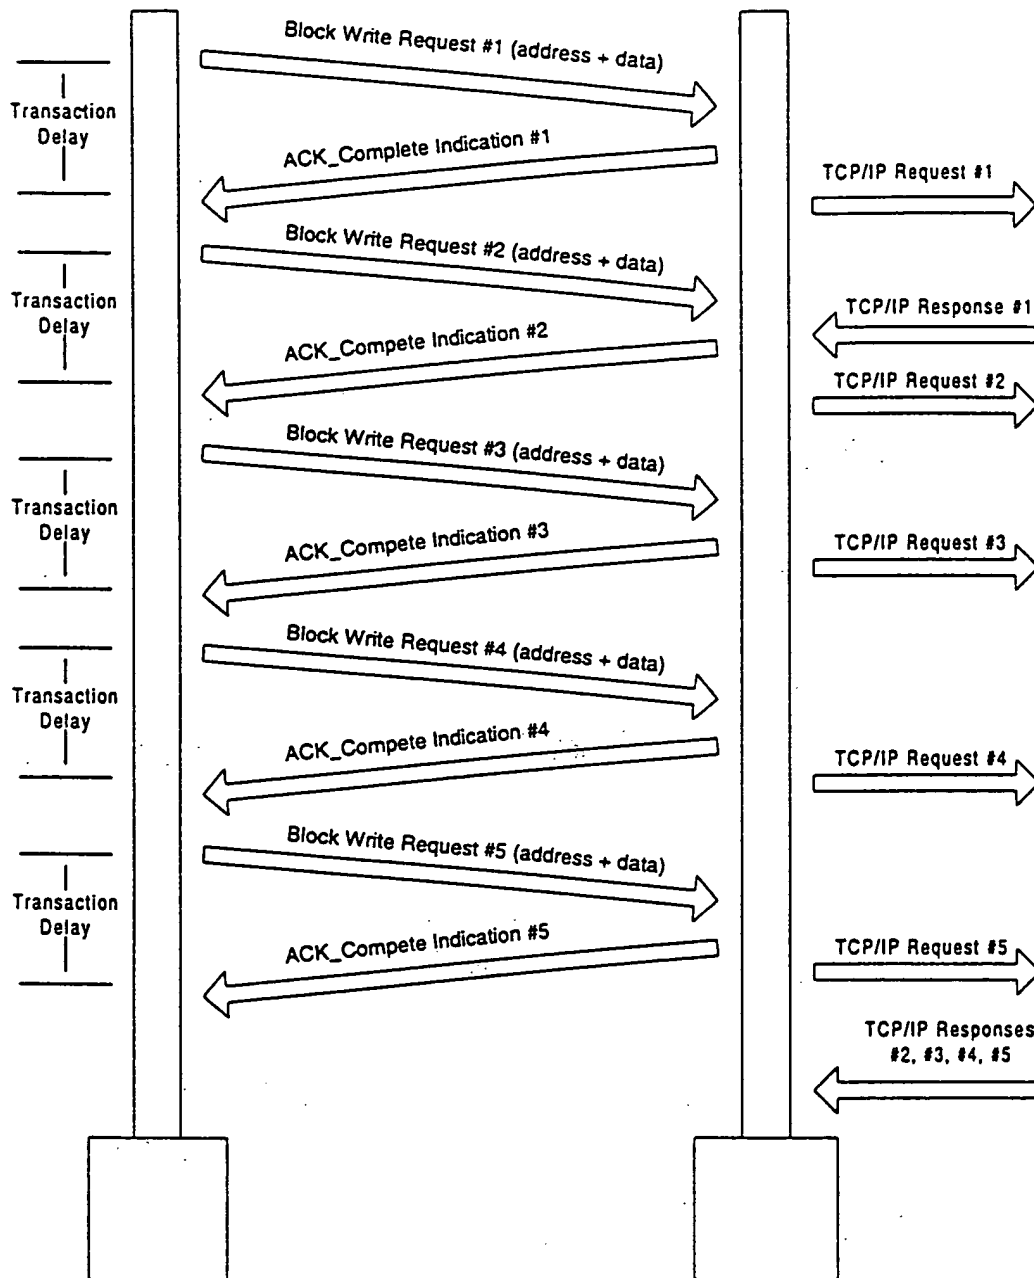 Block Write Request #1 (address + data)
Transaction
Delay
ACK_Complete Indication #1
TCP/IP Request #1
Block Write Request #2 (address + data)
Transaction
Delay
TCP/IP Response #1
ACK_Compete Indication #2
TCP/IP Request #2
Block Write Request #3 (address + data)
Transaction
Delay
ACK_Compete Indication #3
TCP/IP Request #3
Block Write Request #4 (address + data)
Transaction
Delay
ACK_Compete Indication #4
TCP/IP Request #4
Block Write Request #5 (address + data)
Transaction
Delay
ACK_Compete Indication #5
TCP/IP Request #5
TCP/IP Responses
#2, #3, #4, #5